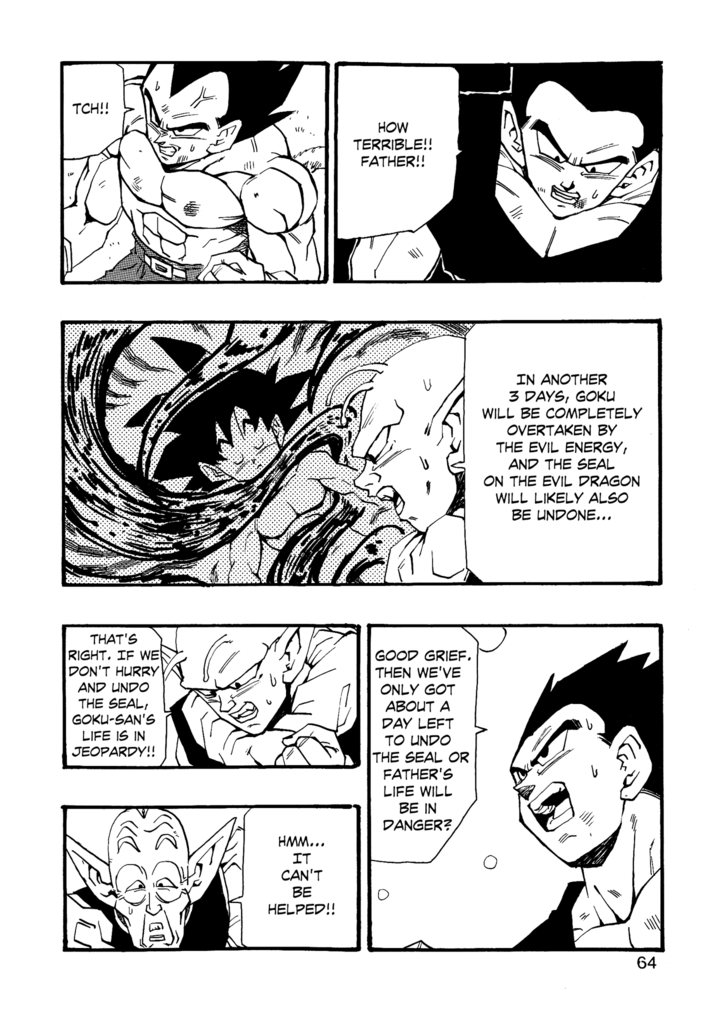 HOW
TERRIBLE!!
FATHER!!
TCH!!
IN ANOTHER
3 DAYS, GOKU
WILL BE COMPLETELY
OVERTAKEN BY
THE EVIL ENERGY,
AND THE SEAL
ON THE EVIL DRAGON
WILL LIKELY ALSO
BE UNDONE...
GOOD GRIEF.
THEN WE'VE
ONLY GOT
ABOUT A
DAY LEFT
TO UNDO
THE SEAL OR
FATHER'S
LIFE WILL
BE IN
DANGER?
THAT'S
RIGHT. IF WE
DON'T HURRY
AND UNDO
THE SEAL,
GOKU-SAN'S
LIFE IS IN
JEOPARDY!!
HMM...
IT
CAN'T
BE
HELPED!!
64